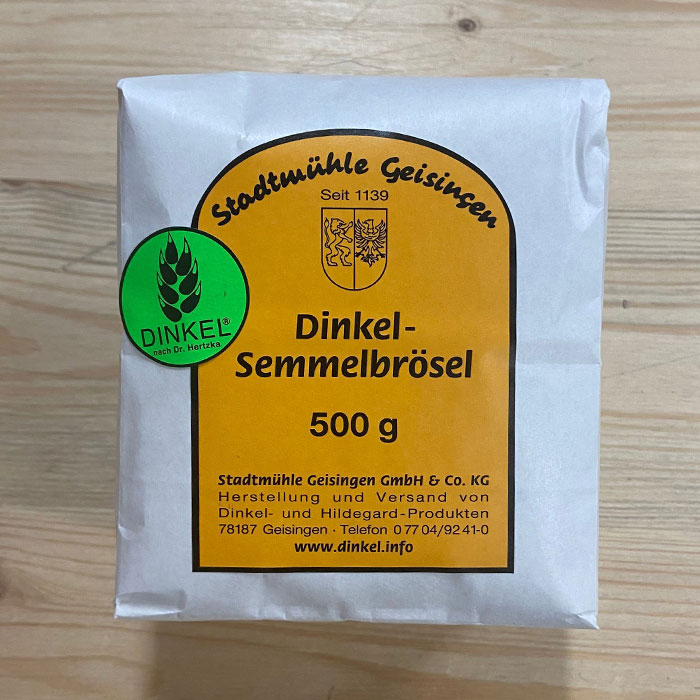 Stadtmühle Geisingen
Seit 1139
DINKEL®
nach Dr. Hertzka
Dinkel-
Semmelbrösel
500 g
Stadtmühle Geisingen GmbH & Co. KG
Herstellung und Versand von
Dinkel- und Hildegard-Produkten
78187 Geisingen · Telefon 0 77 04/92 41-0
www.dinkel.info